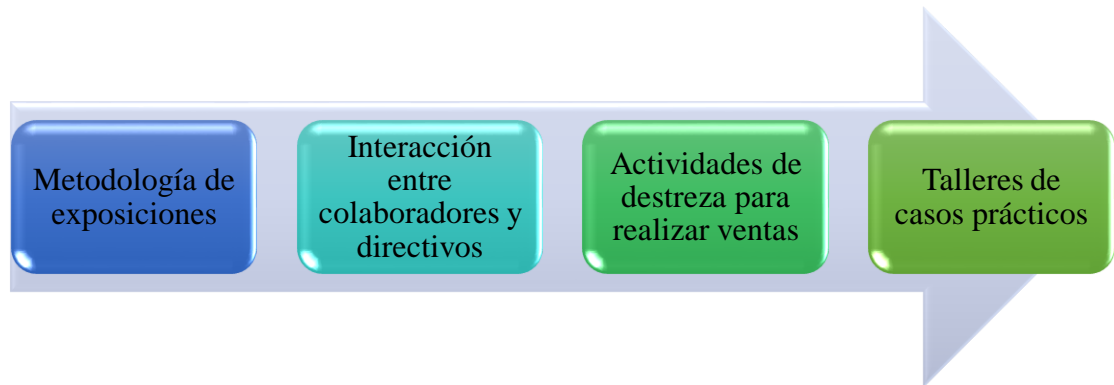 Metodología de
exposiciones
Interacción
entre
colaboradores y
directivos
Actividades de
destreza para
realizar ventas
Talleres de
casos prácticos